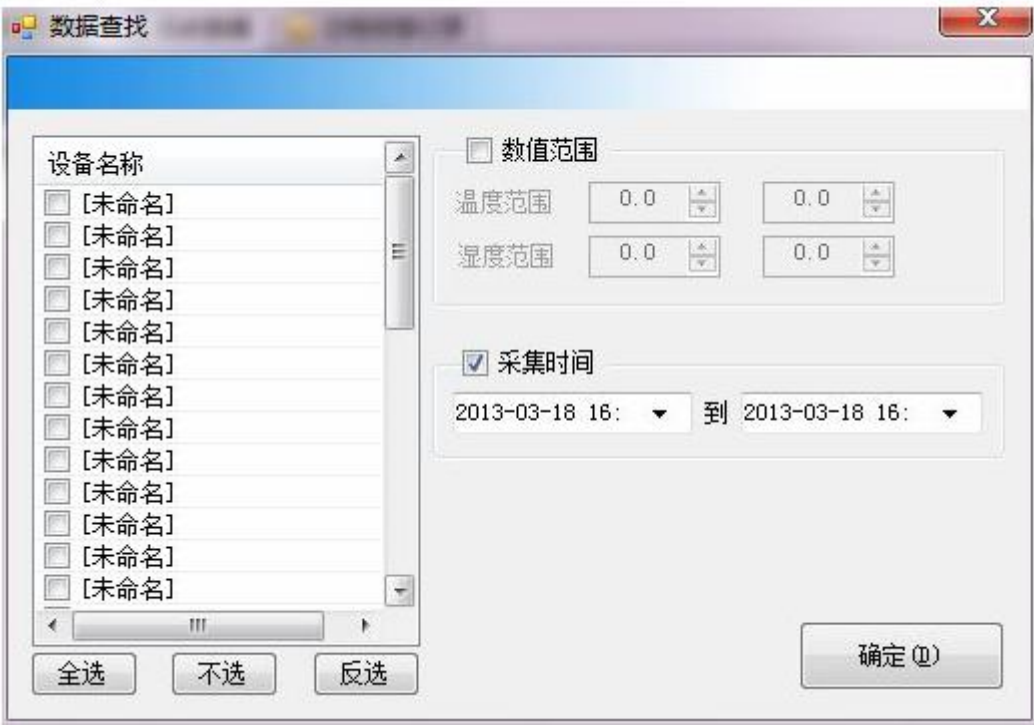 数据查找
设备名称
[未命名]
[未命名]
[未命名]
[未命名]
[未命名]
[未命名]
[未命名]
[未命名]
[未命名]
[未命名]
[未命名]
[未命名]
[未命名]
全选 不选 反选
数值范围
温度范围 0.0 0.0
湿度范围 0.0 0.0
采集时间
2013-03-18 16: 到 2013-03-18 16:
确定(D)